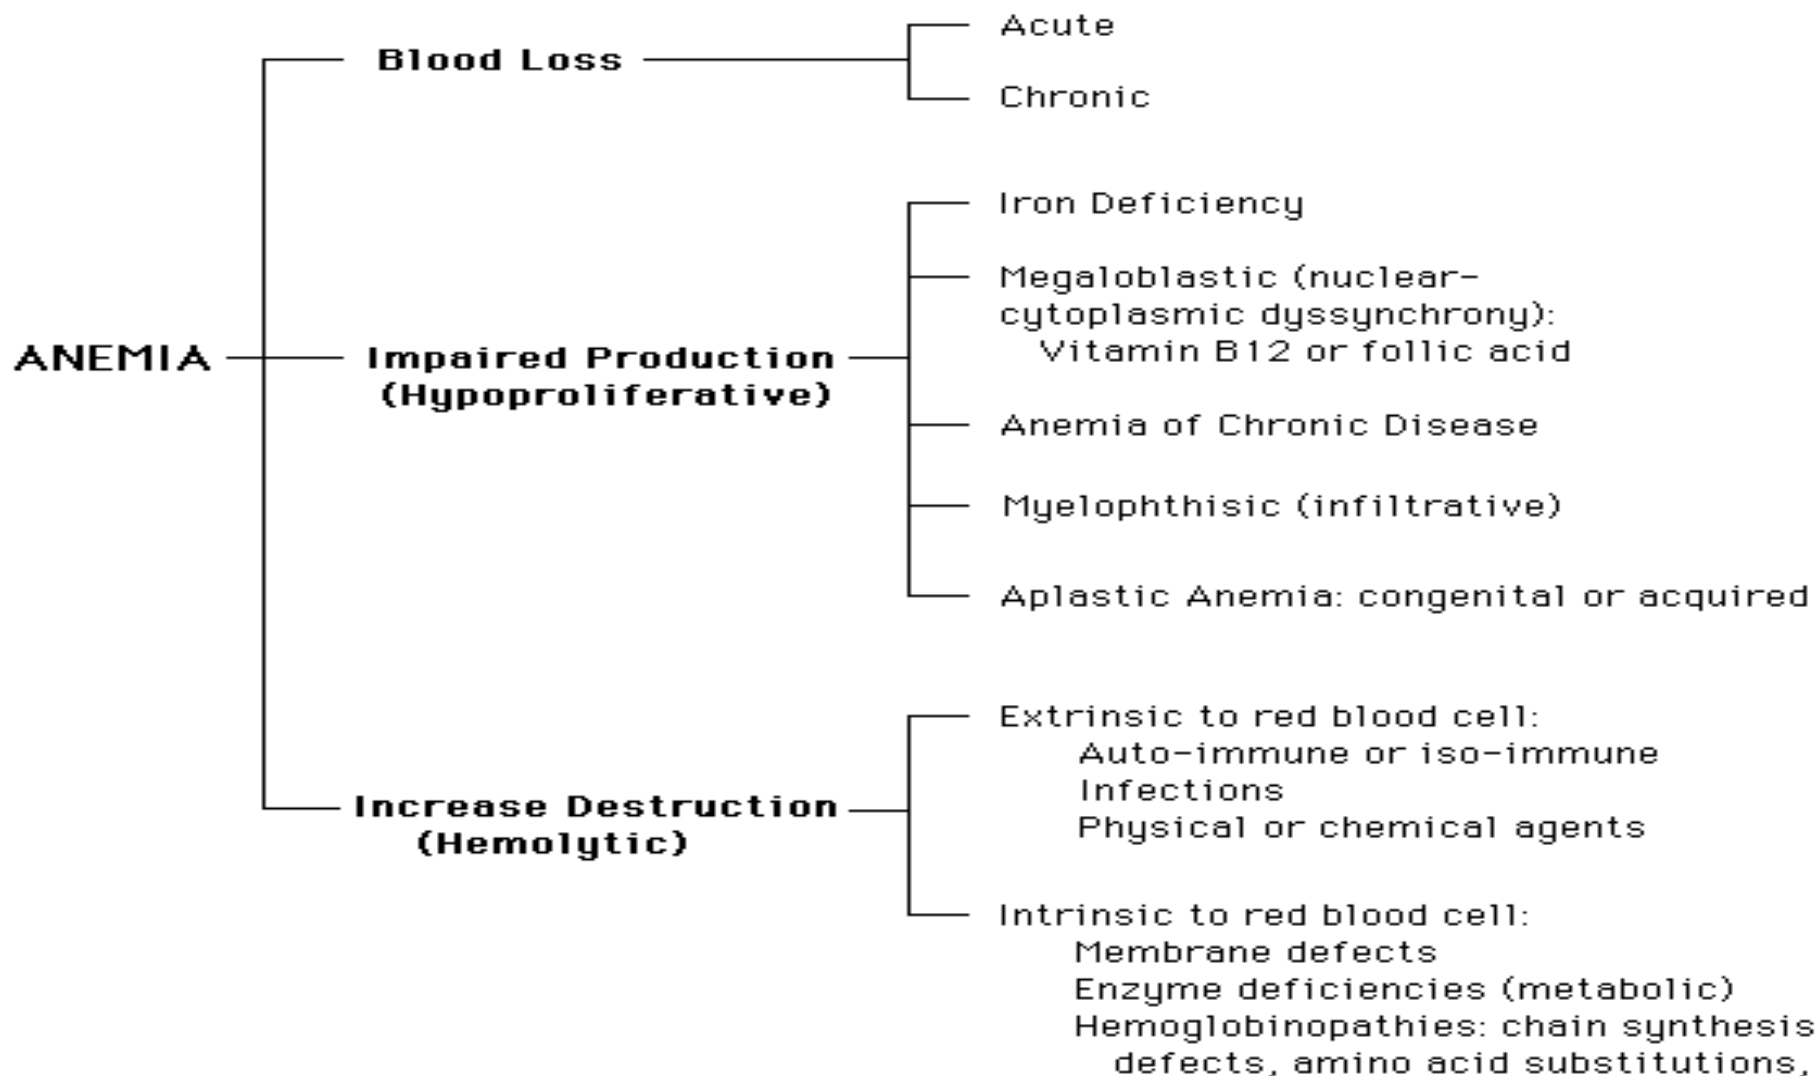 ANEMIA
Blood Loss
Acute
Chronic
Impaired Production
(Hypoproliferative)
Iron Deficiency
Megaloblastic (nuclear-
cytoplasmic dyssynchrony):
Vitamin B12 or follic acid
Anemia of Chronic Disease
Myelophthisic (infiltrative)
Aplastic Anemia: congenital or acquired
Increase Destruction
(Hemolytic)
Extrinsic to red blood cell:
Auto-immune or iso-immune
Infections
Physical or chemical agents
Intrinsic to red blood cell:
Membrane defects
Enzyme deficiencies (metabolic)
Hemoglobinopathies: chain synthesis
defects, amino acid substitutions,